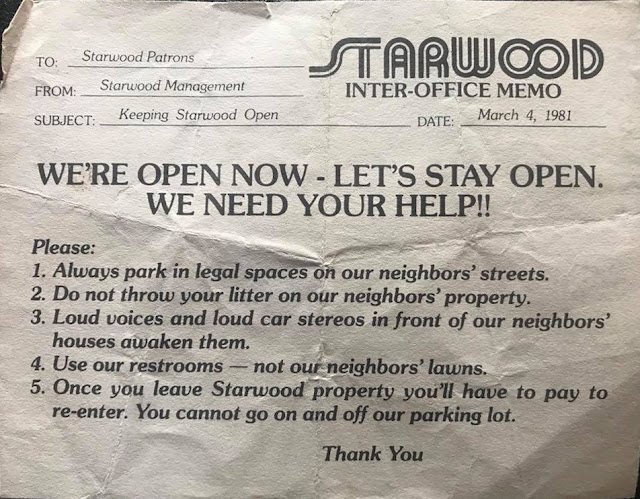 STARWOOD
INTER-OFFICE MEMO
TO: Starwood Patrons
FROM: Starwood Management
SUBJECT: Keeping Starwood Open DATE: March 4, 1981
WE'RE OPEN NOW - LET'S STAY OPEN.
WE NEED YOUR HELP!!
Please:
1. Always park in legal spaces on our neighbors' streets.
2. Do not throw your litter on our neighbors' property.
3. Loud voices and loud car stereos in front of our neighbors'
houses awaken them.
4. Use our restrooms — not our neighbors' lawns.
5. Once you leave Starwood property you'll have to pay to
re-enter. You cannot go on and off our parking lot.
Thank You